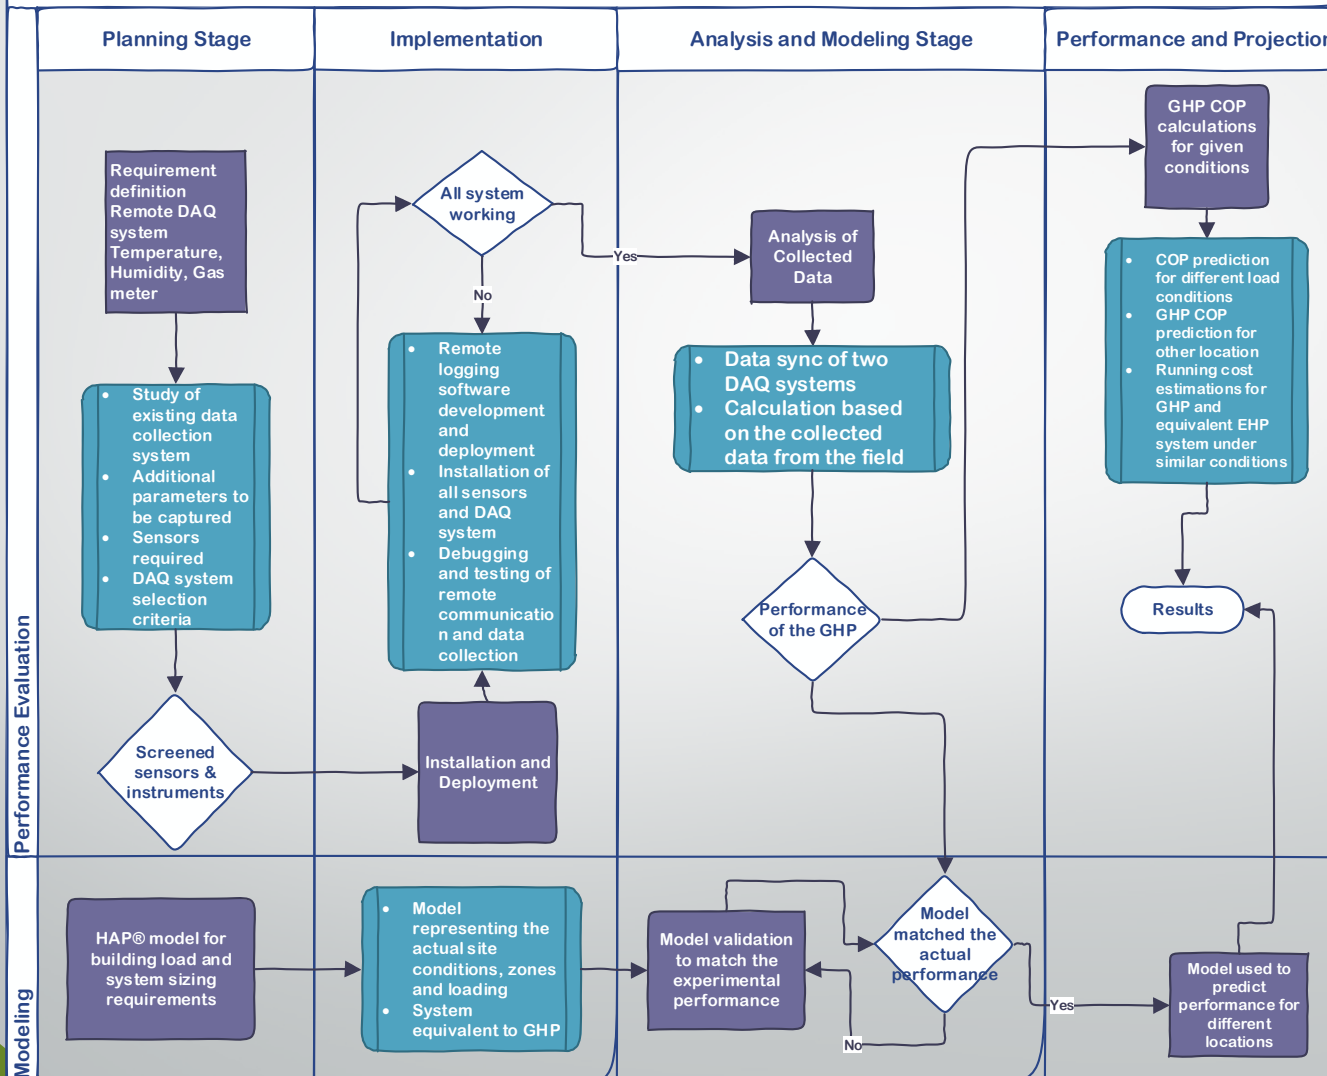 Planning Stage
Implementation
Analysis and Modeling Stage
Performance and Projection
Performance Evaluation
Requirement
definition
Remote DAQ
system
Temperature,
Humidity, Gas
meter
• Study of
existing data
collection
system
• Additional
parameters to
be captured
• Sensors
required
• DAQ system
selection
criteria
Screened
sensors &
instruments
All system
working
Yes
No
• Remote
logging
software
development
and
deployment
• Installation of
all sensors
and DAQ
system
• Debugging
and testing of
remote
communicatio
n and data
collection
Installation and
Deployment
Analysis of
Collected
Data
• Data sync of two
DAQ systems
• Calculation based
on the collected
data from the field
Performance
of the GHP
GHP COP
calculations
for given
conditions
• COP prediction
for different load
conditions
• GHP COP
prediction for
other location
• Running cost
estimations for
GHP and
equivalent EHP
system under
similar conditions
Results
Modeling
HAP® model for
building load and
system sizing
requirements
• Model
representing the
actual site
conditions, zones
and loading
• System
equivalent to GHP
Model validation
to match the
experimental
performance
Model
matched the
actual
performance
No
Yes
Model used to
predict
performance for
different
locations